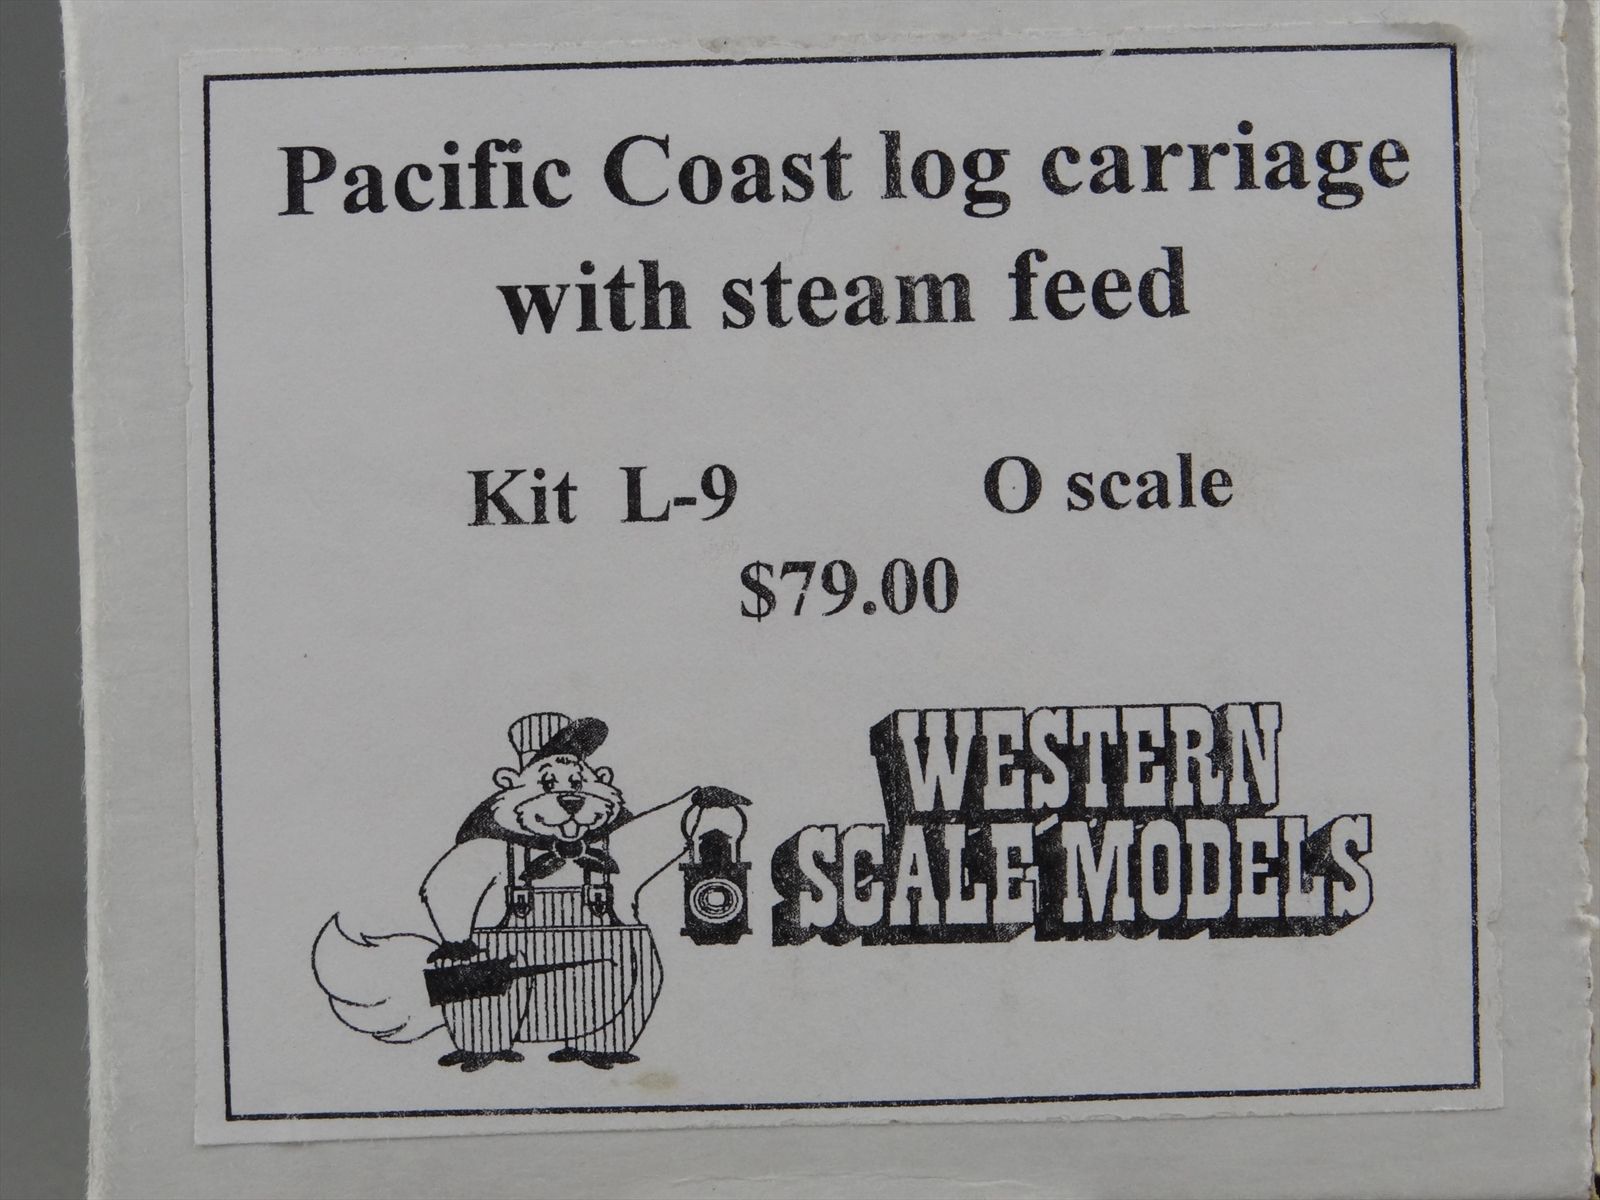 Pacific Coast log carriage
with steam feed
Kit L-9 O scale
$79.00
WESTERN
SCALE MODELS